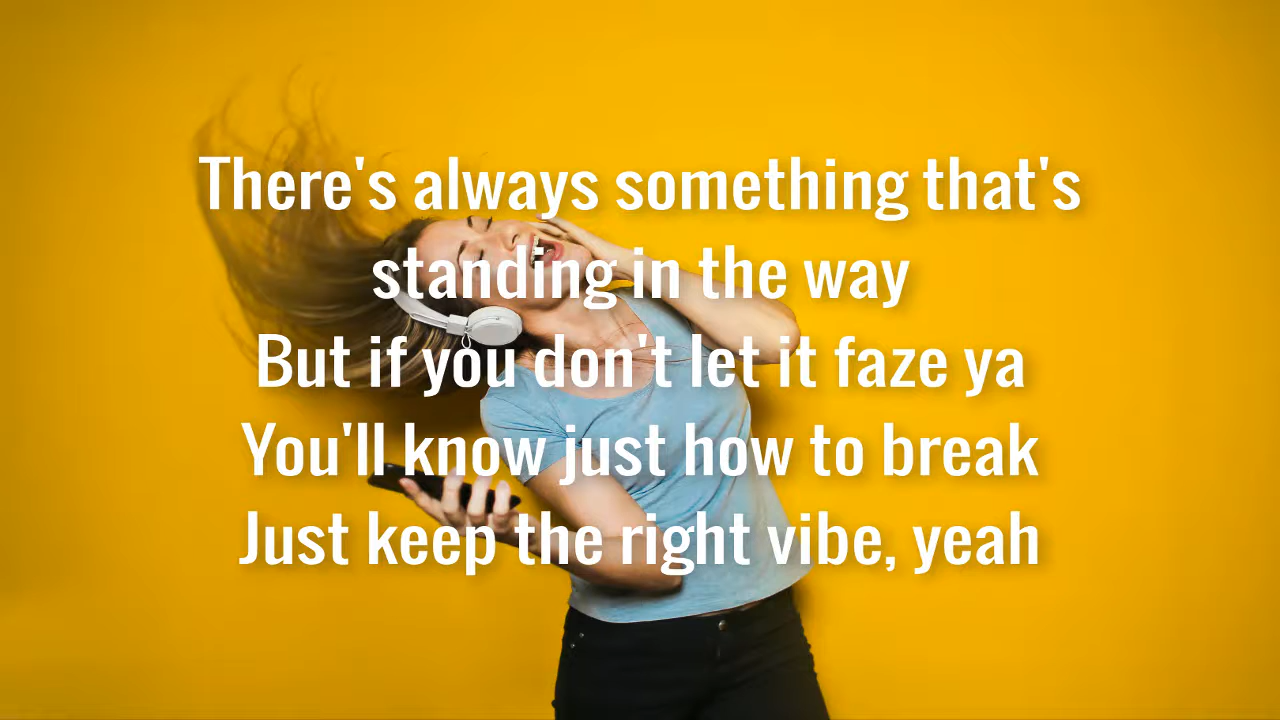 There's always something that's
standing in the way
But if you don't let it faze ya
You'll know just how to break
Just keep the right vibe, yeah